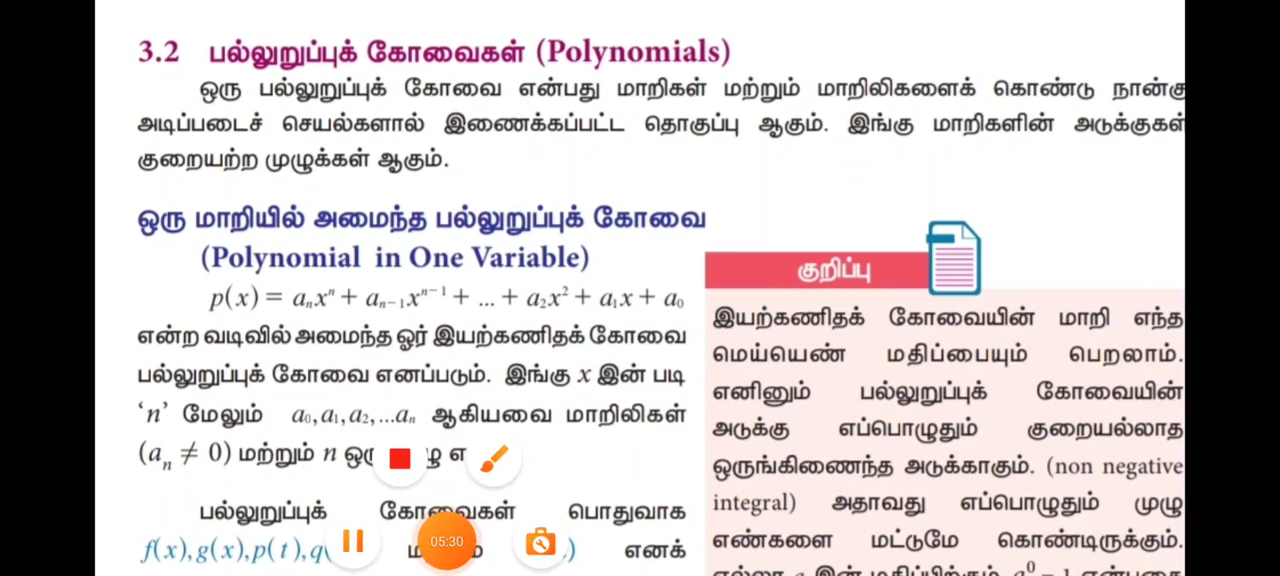 3.2 பல்லுறுப்புக் கோவைகள் (Polynomials)
ஒரு பல்லுறுப்புக் கோவை என்பது மாறிகள் மற்றும் மாறிலிகளைக் கொண்டு நான்கு
அடிப்படைச் செயல்களால் இணைக்கப்பட்ட தொகுப்பு ஆகும். இங்கு மாறிகளின் அடுக்குகள்
குறையற்ற முழுக்கள் ஆகும்.
ஒரு மாறியில் அமைந்த பல்லுறுப்புக் கோவை
(Polynomial in One Variable)
p(x) = aₙxⁿ + aₙ₋₁xⁿ⁻¹ + ... + a₂x² + a₁x + a₀
என்ற வடிவில் அமைந்த ஓர் இயற்கணிதக் கோவை
பல்லுறுப்புக் கோவை எனப்படும். இங்கு x இன் படி
‘n’ மேலும் a₀, a₁, a₂, ...aₙ ஆகியவை மாறிலிகள்
(aₙ ≠ 0) மற்றும் n ஒரு
பல்லுறுப்புக் கோவைகள் பொதுவாக
f(x), g(x), p(t), q( எனக்
குறிப்பு
இயற்கணிதக் கோவையின் மாறி எந்த
மெய்யெண் மதிப்பையும் பெறலாம்.
எனினும் பல்லுறுப்புக் கோவையின்
அடுக்கு எப்பொழுதும் குறையல்லாத
ஒருங்கிணைந்த அடுக்காகும். (non negative
integral) அதாவது எப்பொழுதும் முழு
எண்களை மட்டுமே கொண்டிருக்கும்.
05:30